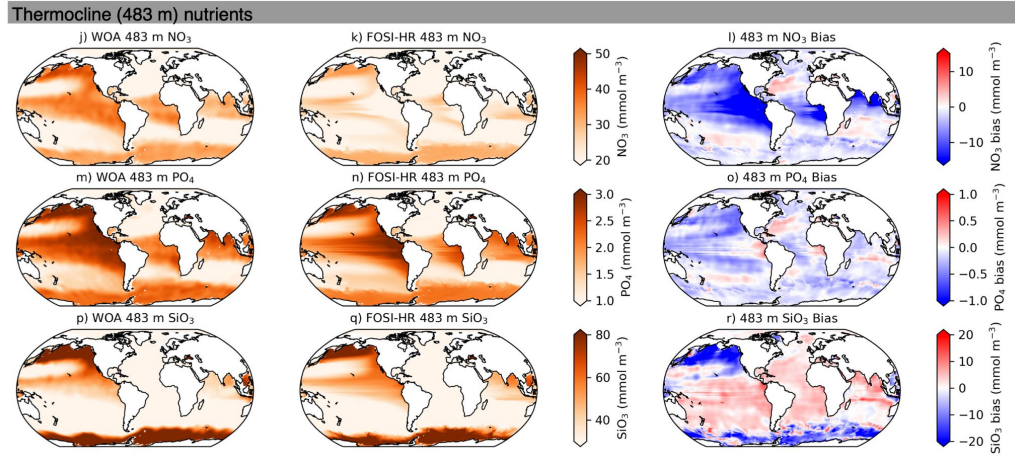 Thermocline (483 m) nutrients
j) WOA 483 m NO₃
k) FOSI-HR 483 m NO₃
l) 483 m NO₃ Bias
50
40
30
20
NO₃ (mmol m⁻³)
10
0
−10
NO₃ bias (mmol m⁻³)
m) WOA 483 m PO₄
n) FOSI-HR 483 m PO₄
o) 483 m PO₄ Bias
3.0
2.5
2.0
1.5
1.0
PO₄ (mmol m⁻³)
1.0
0.5
0.0
−0.5
−1.0
PO₄ bias (mmol m⁻³)
p) WOA 483 m SiO₃
q) FOSI-HR 483 m SiO₃
r) 483 m SiO₃ Bias
80
60
40
SiO₃ (mmol m⁻³)
20
10
0
−10
−20
SiO₃ bias (mmol m⁻³)